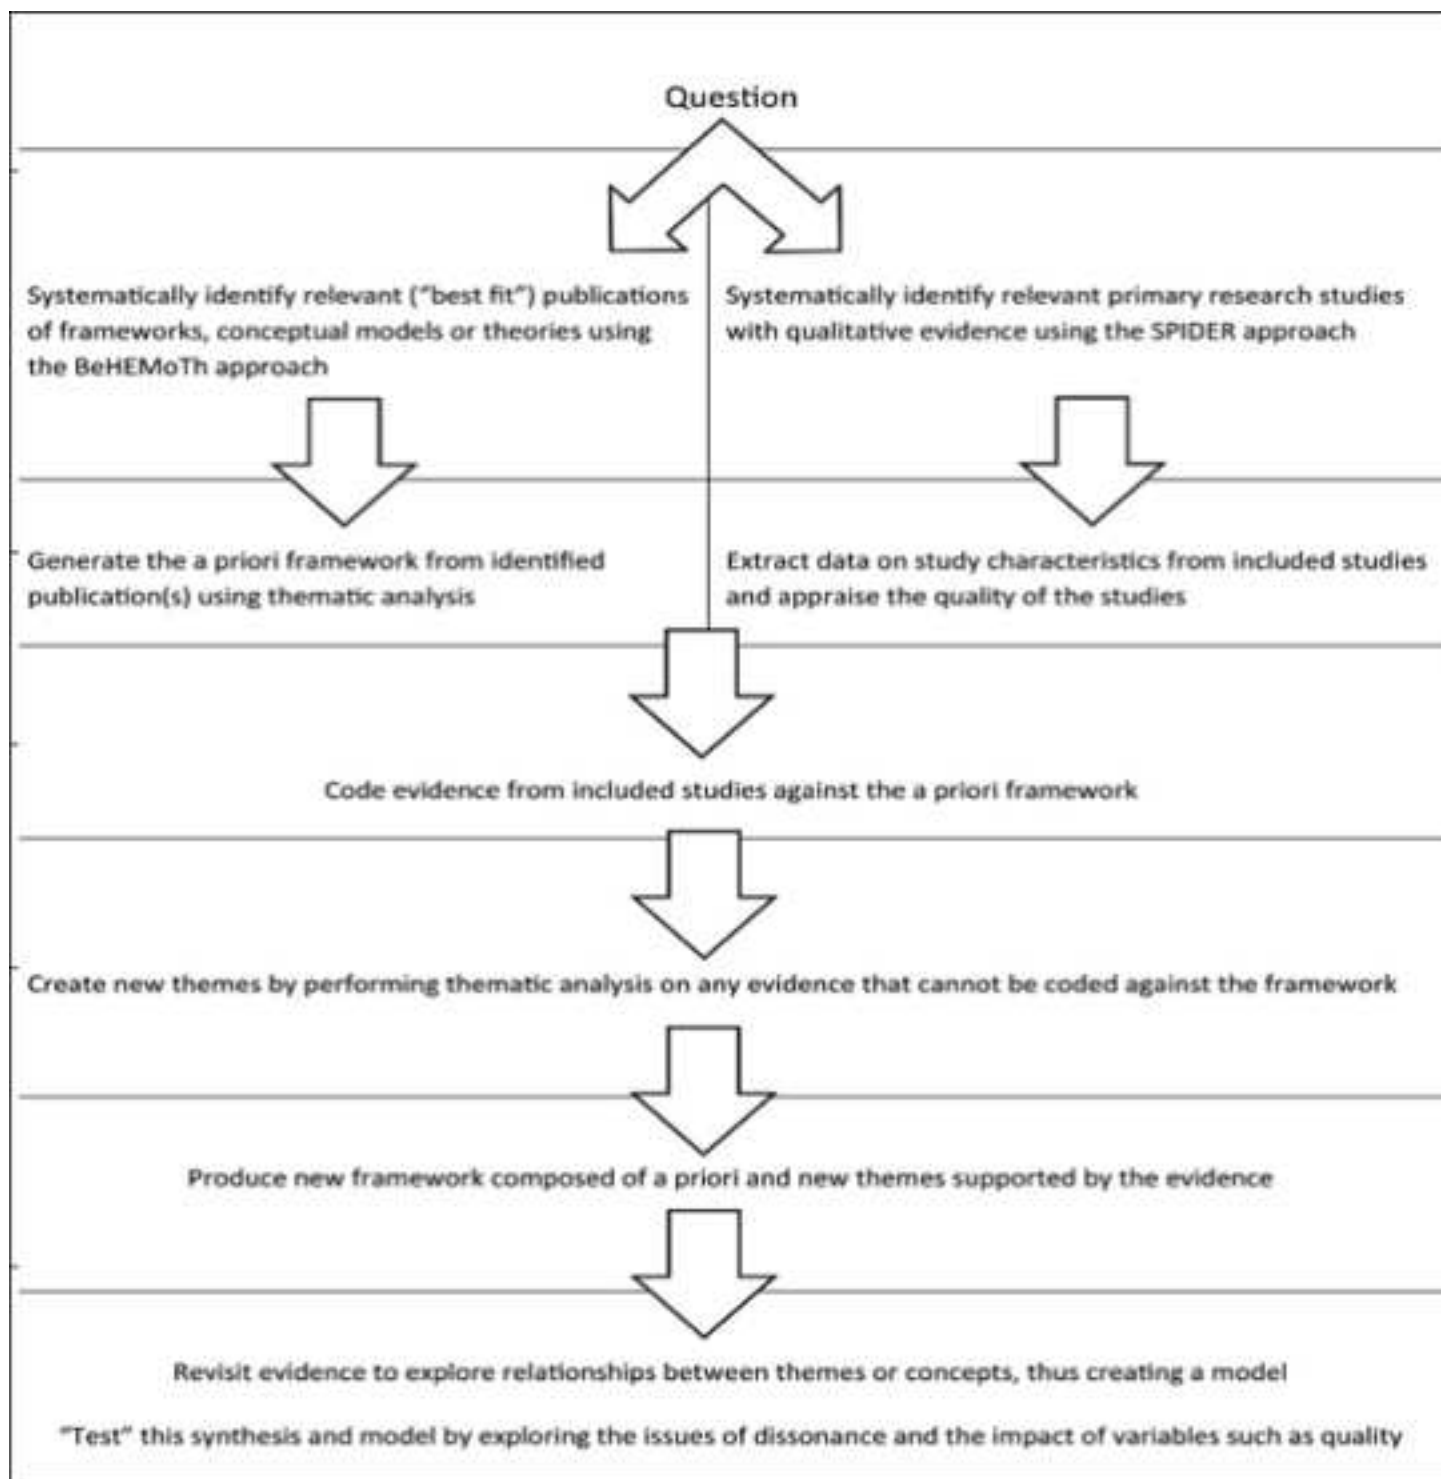 Question
Systematically identify relevant ("best fit") publications
of frameworks, conceptual models or theories using
the BeHEMoTh approach
Systematically identify relevant primary research studies
with qualitative evidence using the SPIDER approach
Generate the a priori framework from identified
publication(s) using thematic analysis
Extract data on study characteristics from included studies
and appraise the quality of the studies
Code evidence from included studies against the a priori framework
Create new themes by performing thematic analysis on any evidence that cannot be coded against the framework
Produce new framework composed of a priori and new themes supported by the evidence
Revisit evidence to explore relationships between themes or concepts, thus creating a model
"Test" this synthesis and model by exploring the issues of dissonance and the impact of variables such as quality